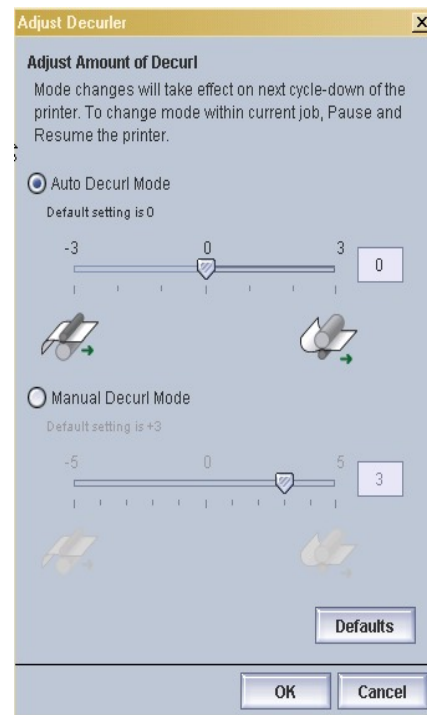 Adjust Decurler
Adjust Amount of Decurl
Mode changes will take effect on next cycle-down of the
printer. To change mode within current job, Pause and
Resume the printer.
Auto Decurl Mode
Default setting is 0
-3 0 3
0
Manual Decurl Mode
Default setting is +3
-5 0 5
3
Defaults
OK Cancel